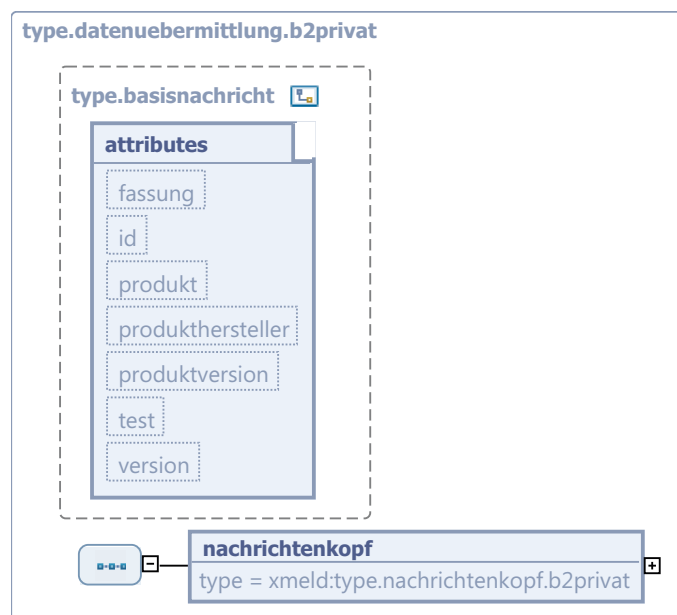 type.datenuebermittlung.b2privat
type.basisnachricht
attributes
fassung
id
produkt
produkthersteller
produktversion
test
version
nachrichtenkopf
type = xmeld:type.nachrichtenkopf.b2privat